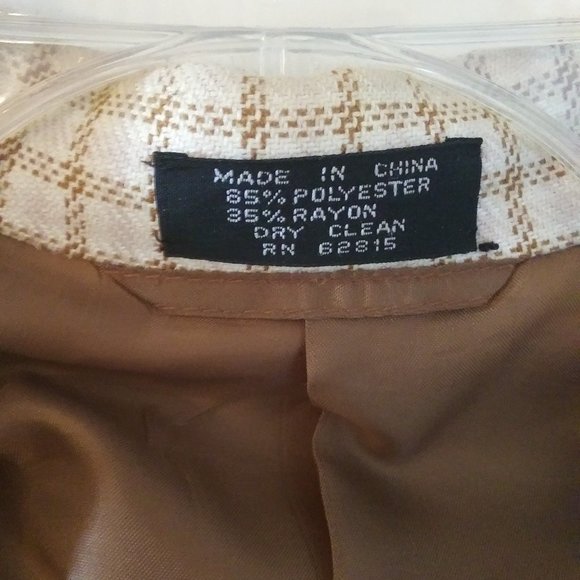 MADE IN CHINA
65% POLYESTER
35% RAYON
DRY CLEAN
RN 62815